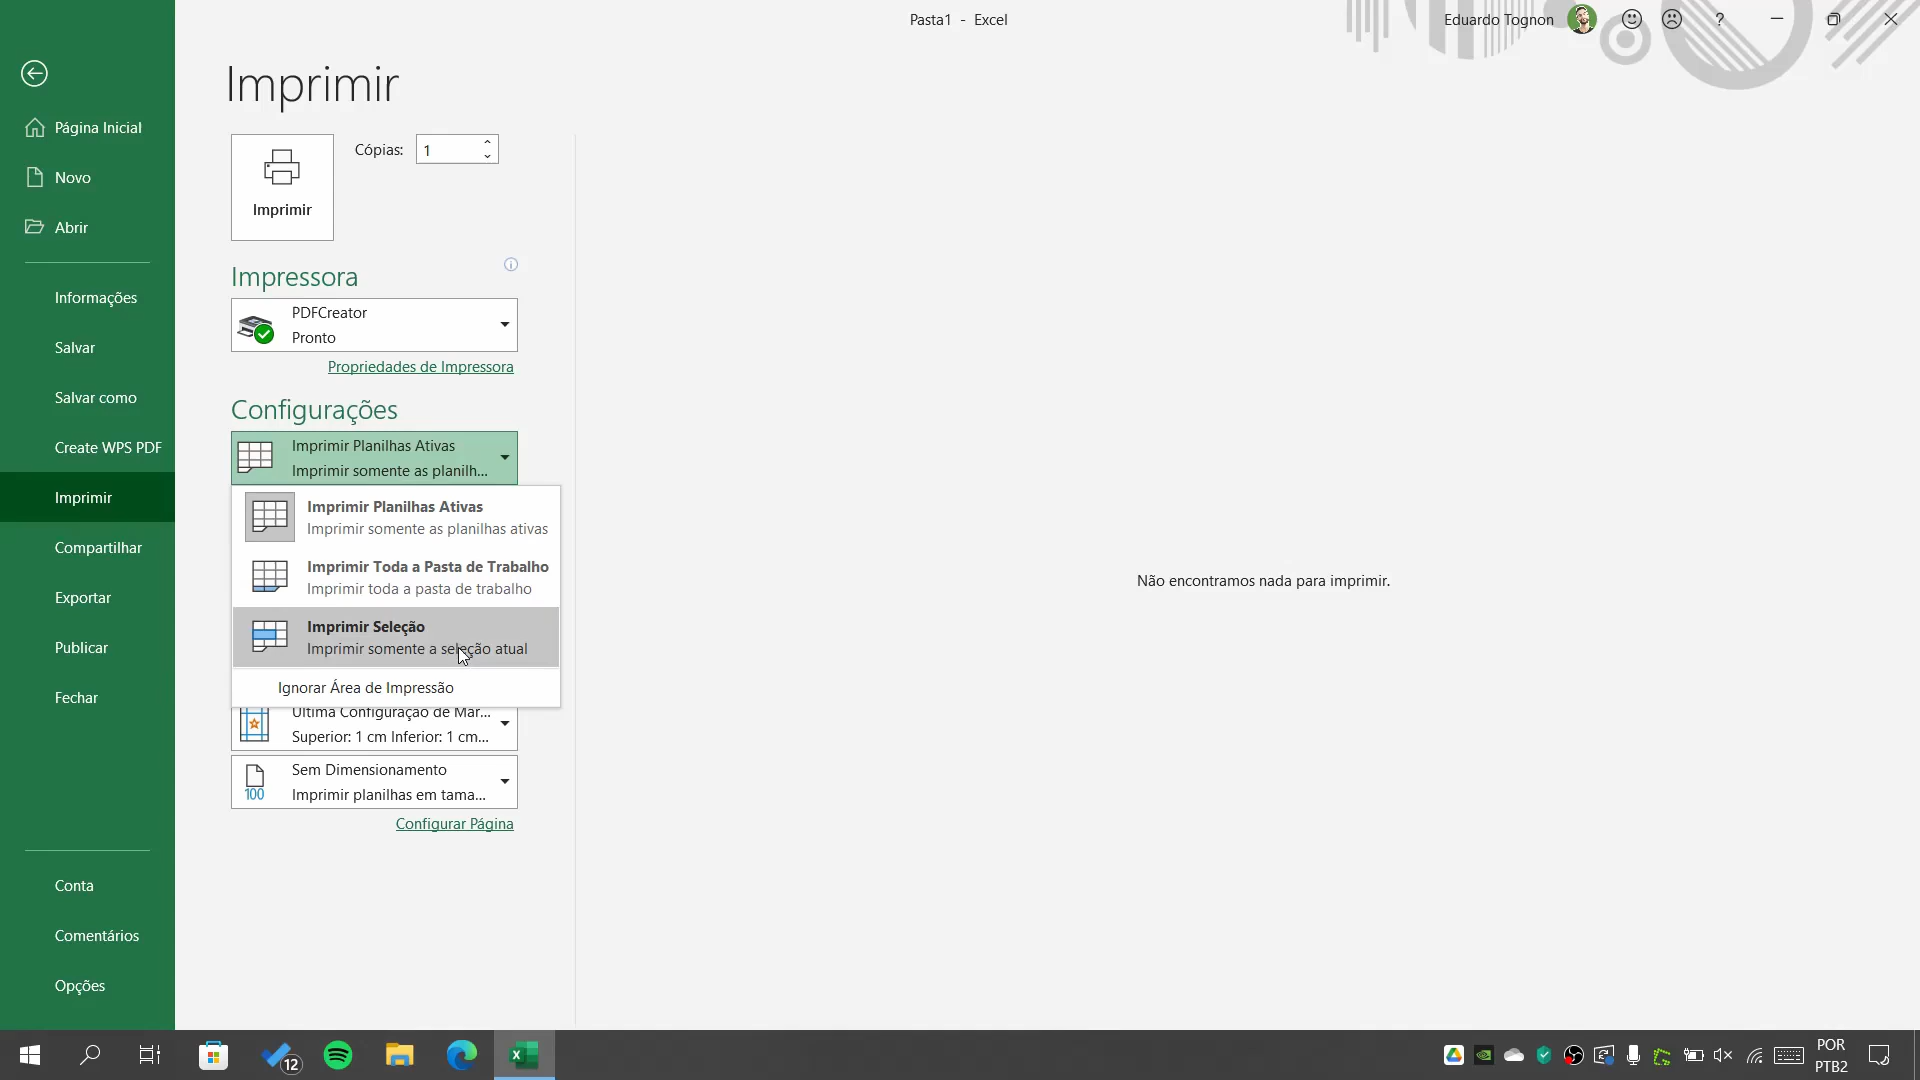 Pasta1 - Excel
Eduardo Tognon
?
Imprimir
Página Inicial
Novo
Abrir
Informações
Salvar
Salvar como
Create WPS PDF
Imprimir
Compartilhar
Exportar
Publicar
Fechar
Conta
Comentários
Opções
Imprimir
Cópias: 1
Impressora
PDFCreator
Pronto
Propriedades de Impressora
Configurações
Imprimir Planilhas Ativas
Imprimir somente as planilh...
Imprimir Planilhas Ativas
Imprimir somente as planilhas ativas
Imprimir Toda a Pasta de Trabalho
Imprimir toda a pasta de trabalho
Imprimir Seleção
Imprimir somente a seleção atual
Ignorar Área de Impressão
Última Configuração de Mar...
Superior: 1 cm Inferior: 1 cm...
Sem Dimensionamento
100
Imprimir planilhas em tama...
Configurar Página
Não encontramos nada para imprimir.
12
POR
PTB2